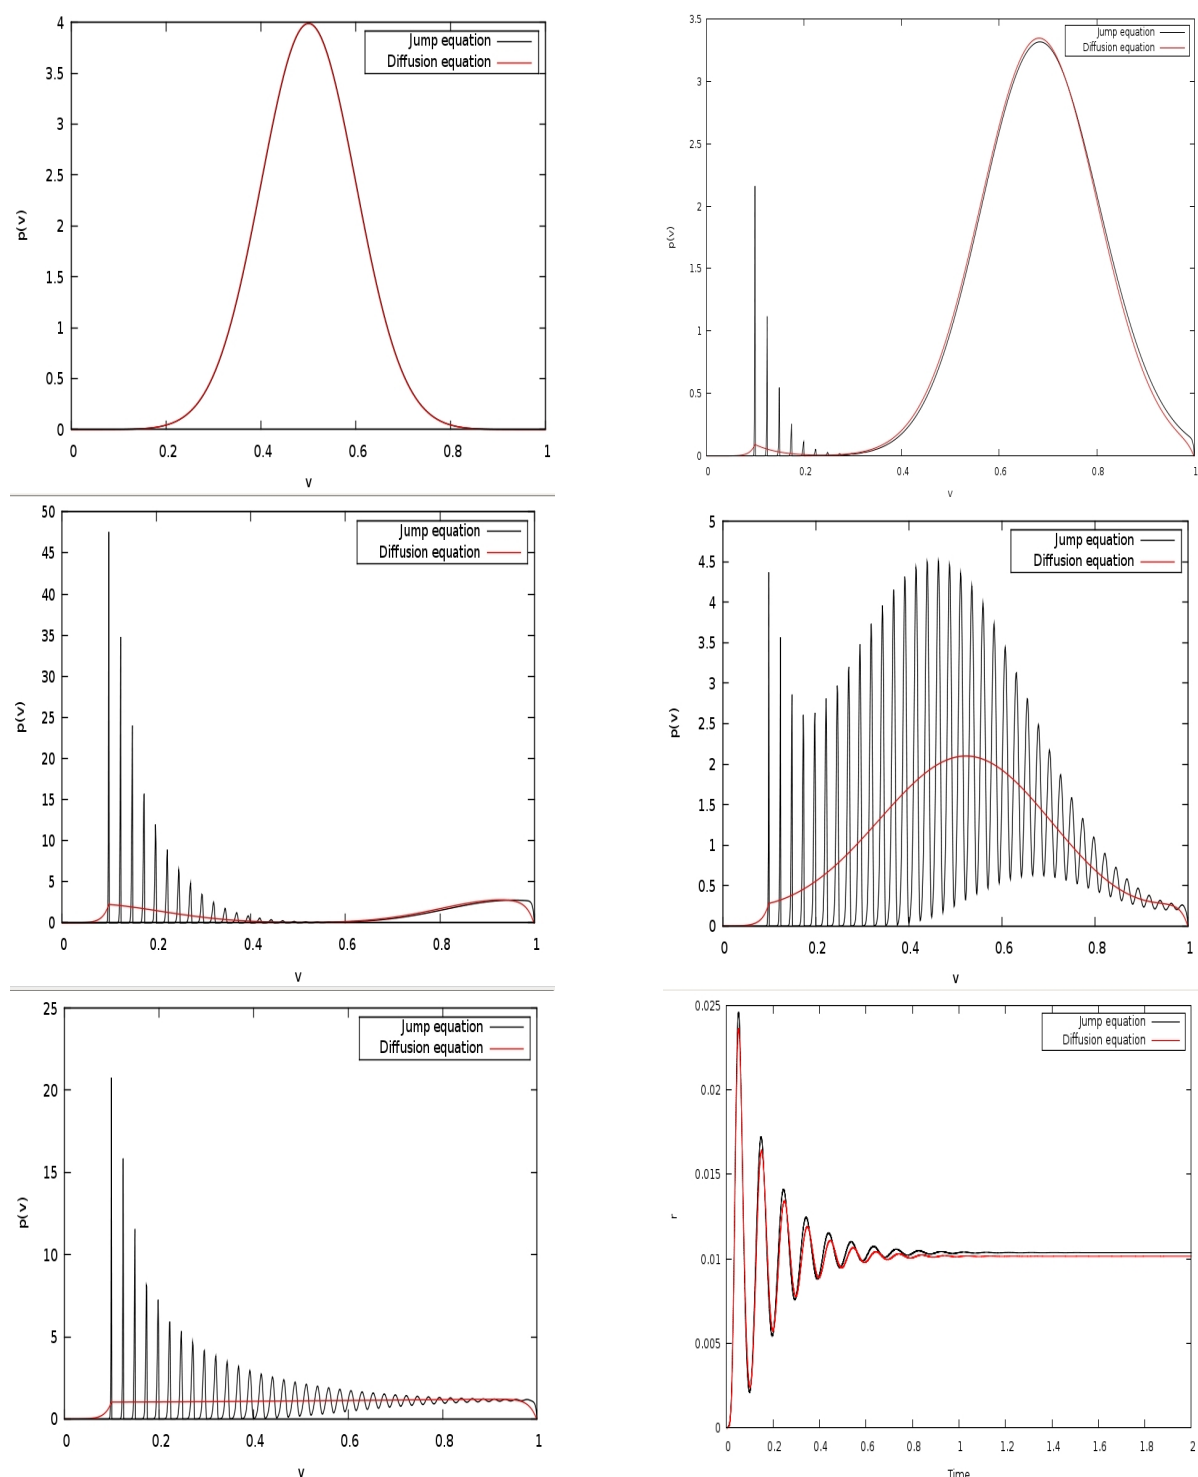 4
3.5
3
2.5
2
1.5
1
0.5
0
Jump equation
Diffusion equation
p(v)
0 0.2 0.4 0.6 0.8 1
v
3.5
3
2.5
2
1.5
1
0.5
0
Jump equation
Diffusion equation
p(v)
0 0.2 0.4 0.6 0.8 1
v
50
45
40
35
30
25
20
15
10
5
0
Jump equation
Diffusion equation
p(v)
0 0.2 0.4 0.6 0.8 1
v
5
4.5
4
3.5
3
2.5
2
1.5
1
0.5
0
Jump equation
Diffusion equation
p(v)
0 0.2 0.4 0.6 0.8 1
v
25
20
15
10
5
0
Jump equation
Diffusion equation
p(v)
0 0.2 0.4 0.6 0.8 1
v
0.025
0.02
0.015
0.01
0.005
0
Jump equation
Diffusion equation
r
0 0.2 0.4 0.6 0.8 1 1.2 1.4 1.6 1.8 2
Time